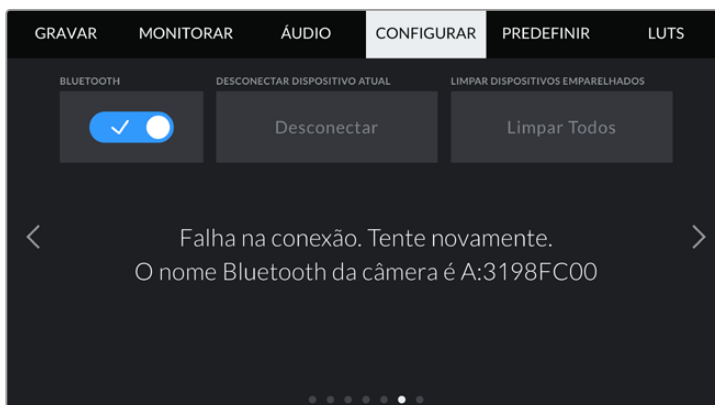 GRAVAR MONITORAR ÁUDIO CONFIGURAR PREDEFINIR LUTS
BLUETOOTH DESCONECTAR DISPOSITIVO ATUAL LIMPAR DISPOSITIVOS EMPARELHADOS
Desconectar Limpar Todos
Falha na conexão. Tente novamente.
O nome Bluetooth da câmera é A:3198FC00